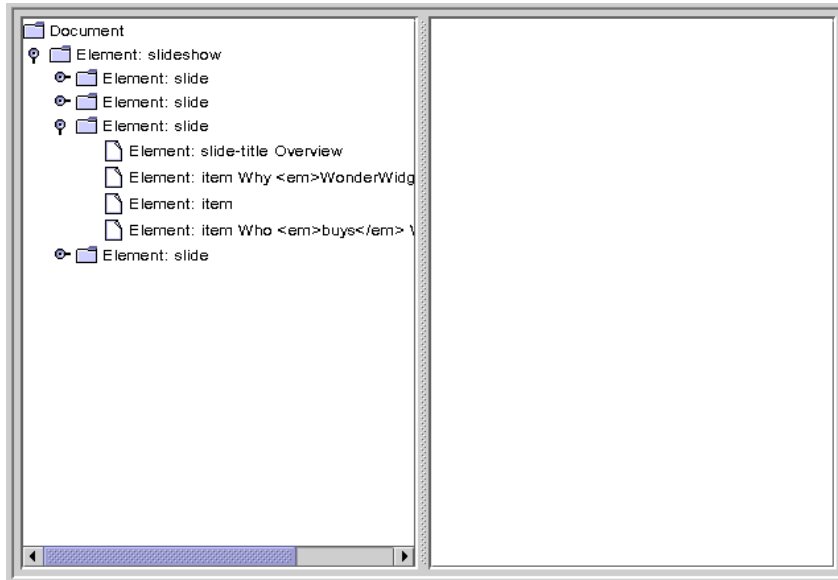 Document
Element: slideshow
Element: slide
Element: slide
Element: slide
Element: slide-title Overview
Element: item Why <em>WonderWidg
Element: item
Element: item Who <em>buys</em>
Element: slide